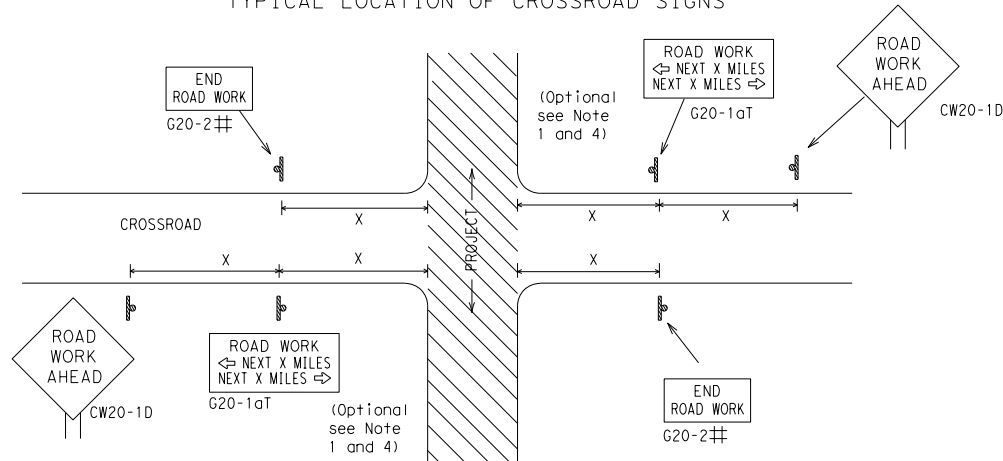 TYPICAL LOCATION OF CROSSROAD SIGNS
END
ROAD WORK
G20-2#
(Optional
see Note
1 and 4)
ROAD WORK
⇦ NEXT X MILES
NEXT X MILES ⇨
G20-1aT
ROAD
WORK
AHEAD
CW20-1D
X
X
X
CROSSROAD
PROJECT
X
X
X
ROAD
WORK
AHEAD
CW20-1D
ROAD WORK
⇦ NEXT X MILES
NEXT X MILES ⇨
G20-1aT
(Optional
see Note
1 and 4)
END
ROAD WORK
G20-2#